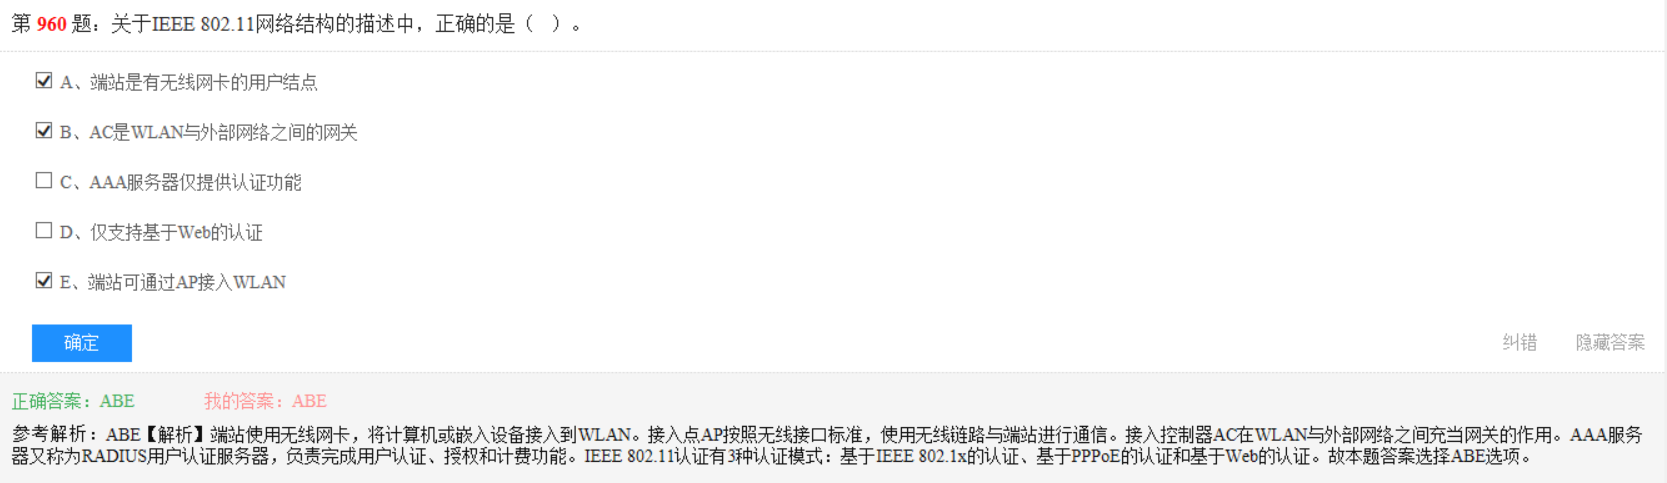 第 960 题：关于IEEE 802.11网络结构的描述中，正确的是（ ）。
A、端站是有无线网卡的用户结点
B、AC是WLAN与外部网络之间的网关
C、AAA服务器仅提供认证功能
D、仅支持基于Web的认证
E、端站可通过AP接入WLAN
确定 纠错 隐藏答案
正确答案：ABE 我的答案：ABE
参考解析：ABE【解析】端站使用无线网卡，将计算机或嵌入设备接入到WLAN。接入点AP按照无线接口标准，使用无线链路与端站进行通信。接入控制器AC在WLAN与外部网络之间充当网关的作用。AAA服务
器又称为RADIUS用户认证服务器，负责完成用户认证、授权和计费功能。IEEE 802.11认证有3种认证模式：基于IEEE 802.1x的认证、基于PPPoE的认证和基于Web的认证。故本题答案选择ABE选项。